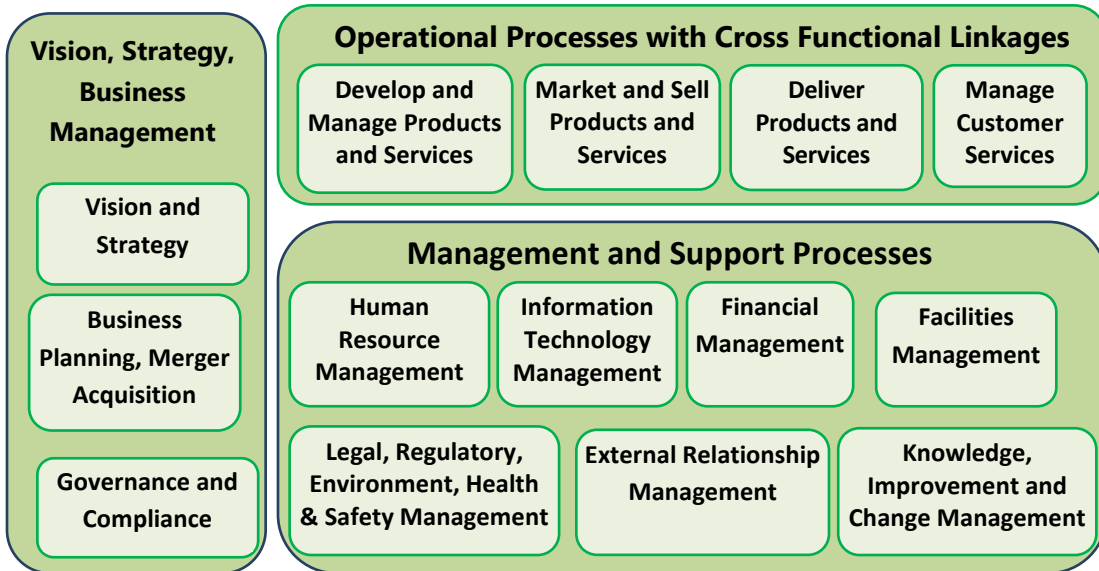 Vision, Strategy,
Business
Management
Vision and
Strategy
Business
Planning, Merger
Acquisition
Governance and
Compliance
Operational Processes with Cross Functional Linkages
Develop and
Manage Products
and Services
Market and Sell
Products and
Services
Deliver
Products and
Services
Manage
Customer
Services
Management and Support Processes
Human
Resource
Management
Information
Technology
Management
Financial
Management
Facilities
Management
Legal, Regulatory,
Environment, Health
& Safety Management
External Relationship
Management
Knowledge,
Improvement and
Change Management